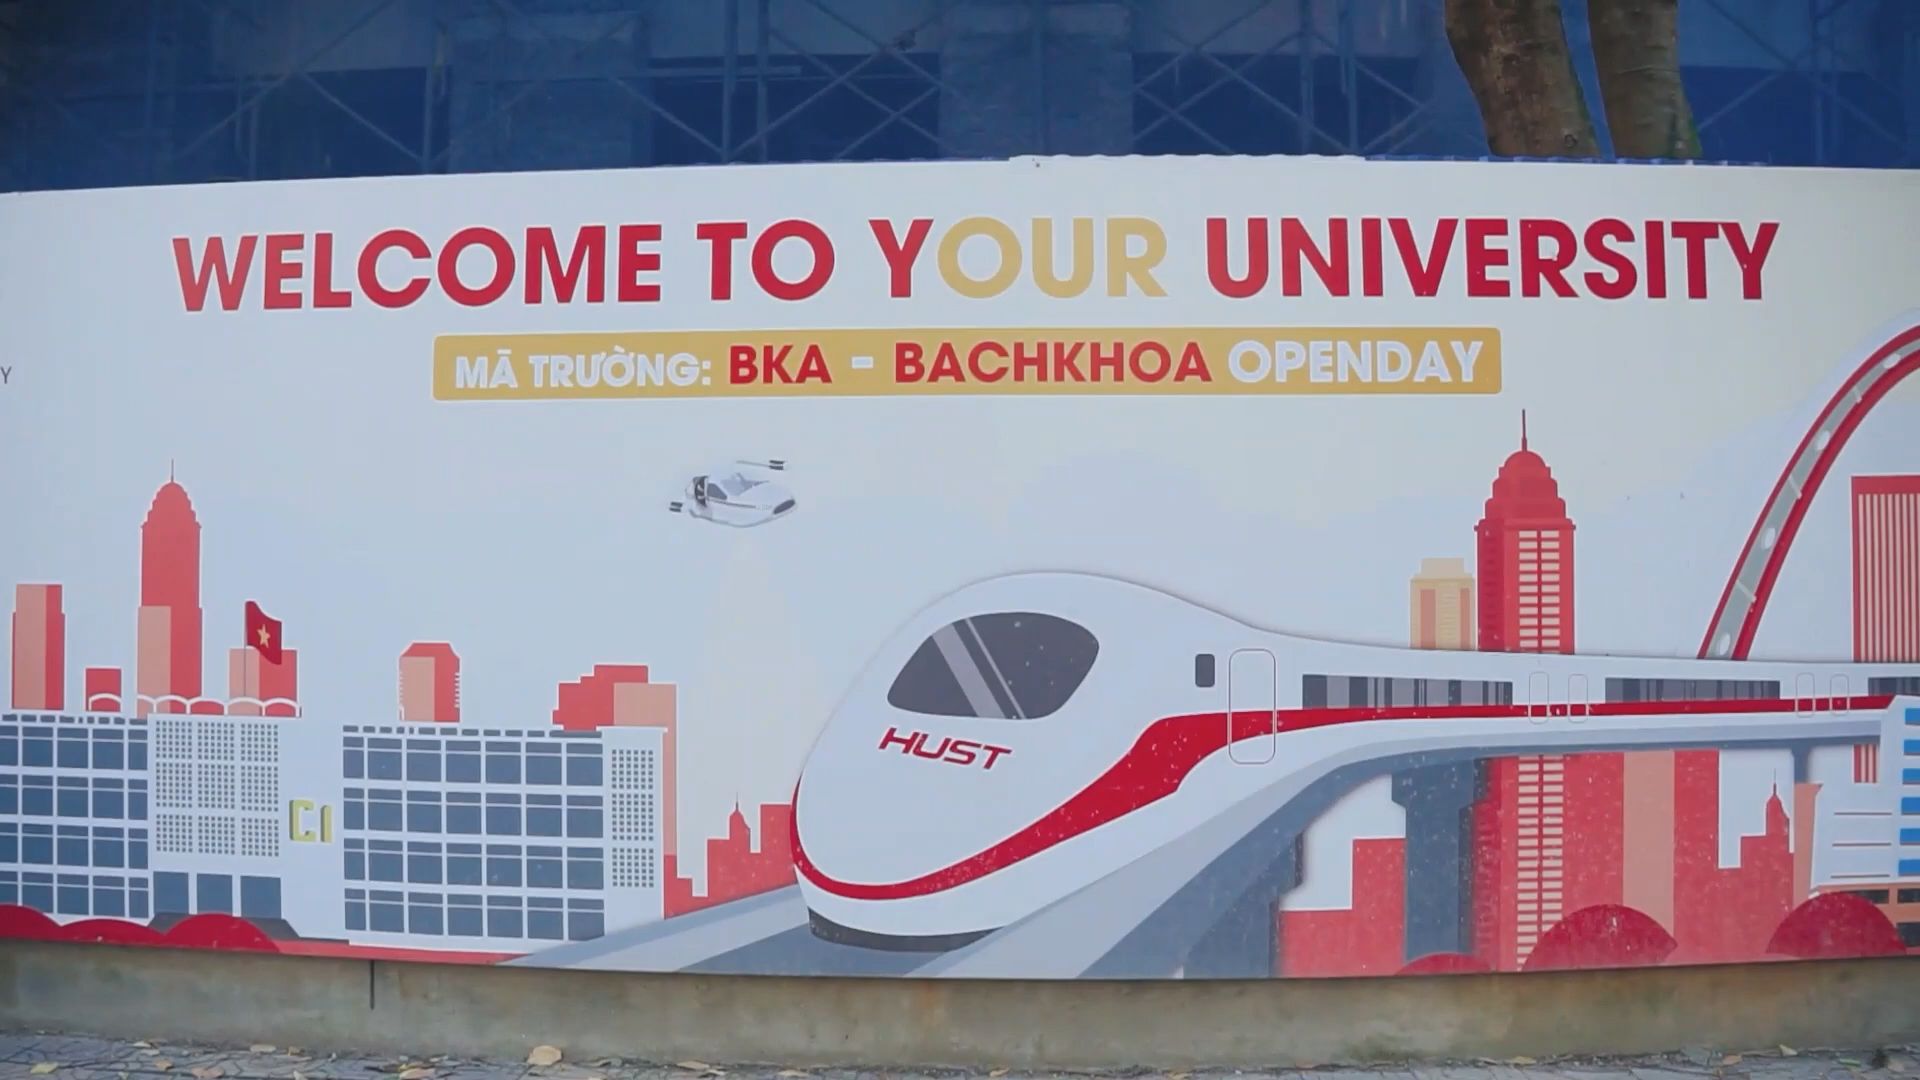 WELCOME TO YOUR UNIVERSITY
MÃ TRƯỜNG: BKA - BACHKHOA OPENDAY
Y
HUST
C1